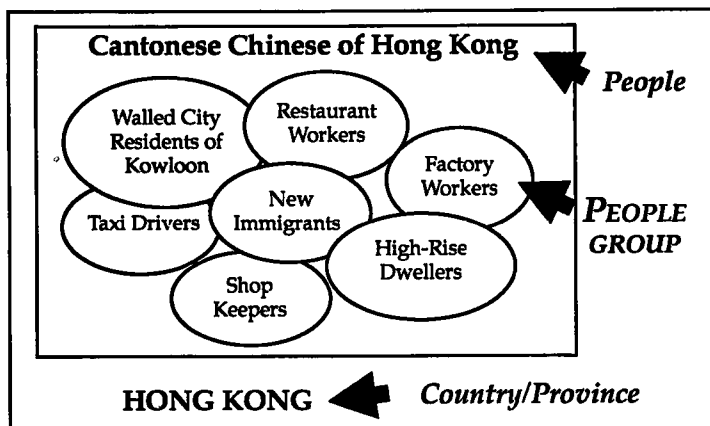 Cantonese Chinese of Hong Kong
People
Walled City
Residents of
Kowloon
Restaurant
Workers
Factory
Workers
PEOPLE
GROUP
Taxi Drivers
New
Immigrants
High-Rise
Dwellers
Shop
Keepers
HONG KONG
Country/Province